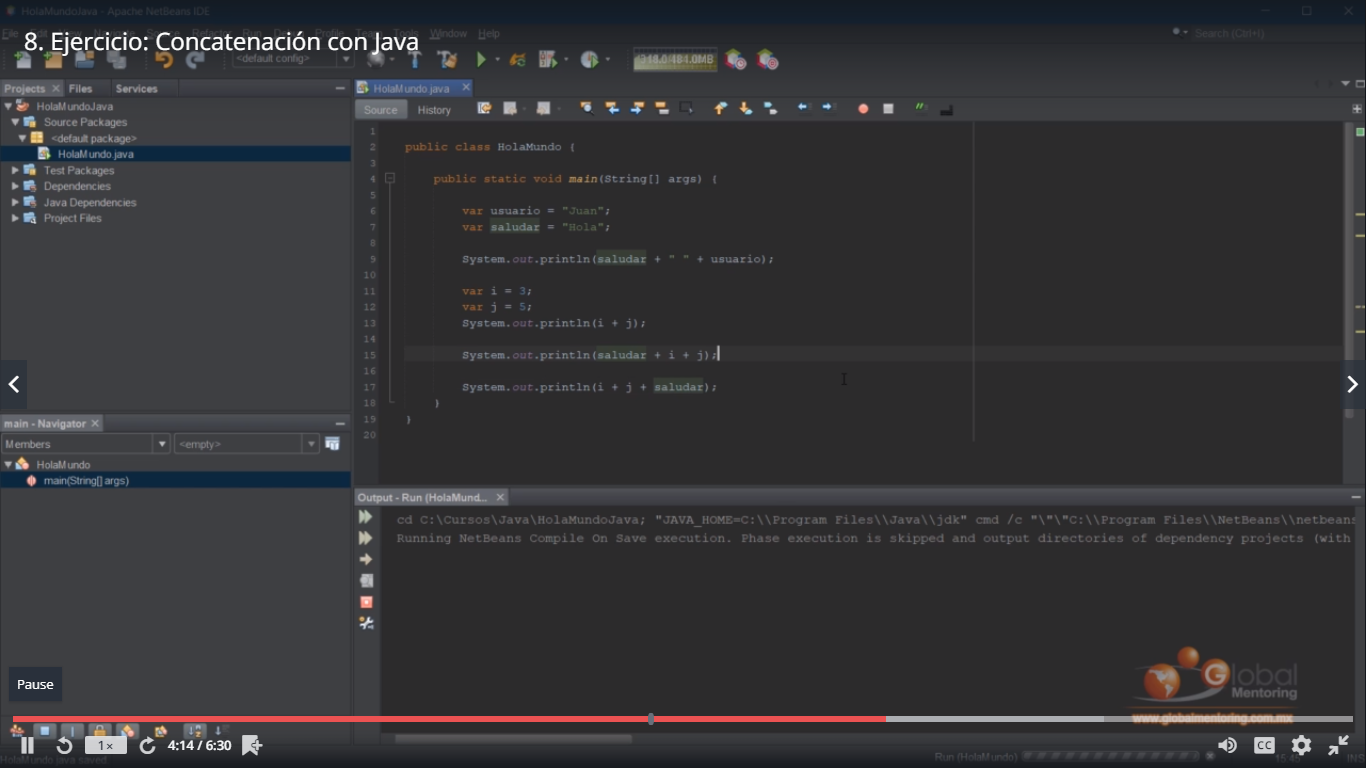 HolaMundoJava - Apache NetBeans IDE
8. Ejercicio: Concatenación con Java
File
Window Help
Search (Ctrl+I)
<default config>
318.0/484.0MB
Projects Files Services
HolaMundo.java
Source History
HolaMundoJava
Source Packages
<default package>
HolaMundo.java
Test Packages
Dependencies
Java Dependencies
Project Files
1
2 public class HolaMundo {
3
4 public static void main(String[] args) {
5
6 var usuario = "Juan";
7 var saludar = "Hola";
8
9 System.out.println(saludar + " " + usuario);
10
11 var i = 3;
12 var j = 5;
13 System.out.println(i + j);
14
15 System.out.println(saludar + i + j);
16
17 System.out.println(i + j + saludar);
18 }
19 }
20
main - Navigator
Members <empty>
HolaMundo
main(String[] args)
Output - Run (HolaMund...
cd C:\Cursos\Java\HolaMundoJava; "JAVA_HOME=C:\\Program Files\\Java\\jdk" cmd /c "\"\"C:\\Program Files\\NetBeans\\netbeans
Running NetBeans Compile On Save execution. Phase execution is skipped and output directories of dependency projects (with
Pause
Global
Mentoring
www.globalmentoring.com.mx
1x 4:14 / 6:30
CC
HolaMundo.java saved.
Run (HolaMundo)
15:45 INS